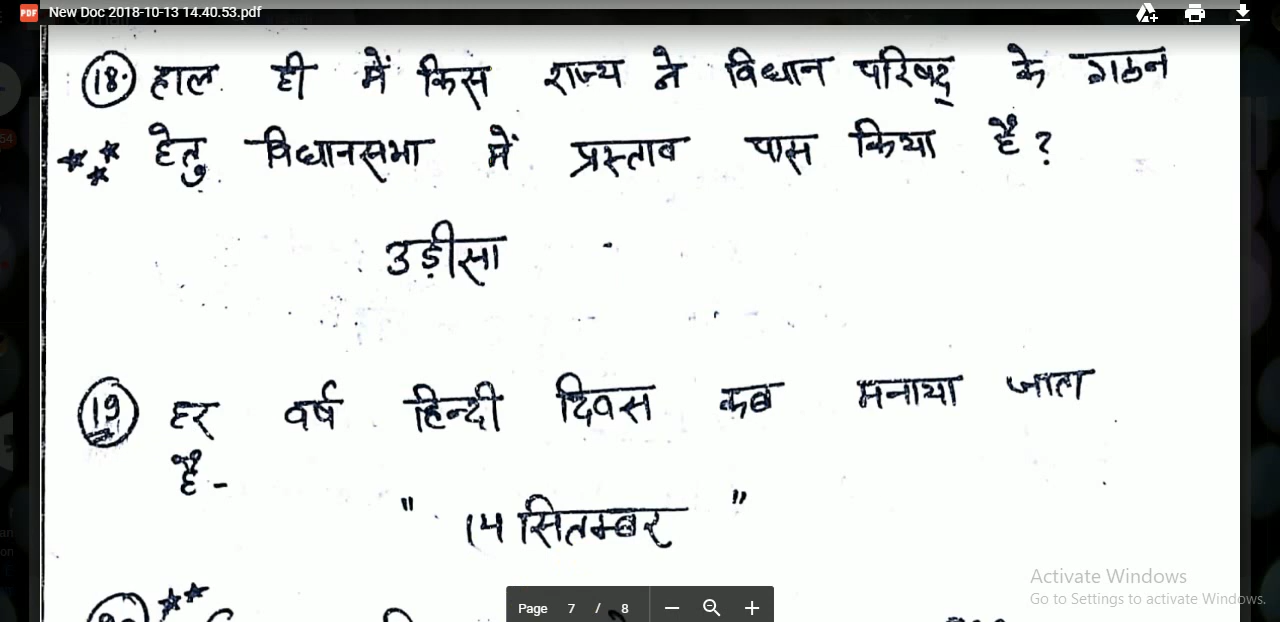 New Doc 2018-10-13 14.40.53.pdf
18. हाल ही में किस राज्य ने विधान परिषद् के गठन
हेतु विधानसभा में प्रस्ताव पास किया है?
उड़ीसा
19 हर वर्ष हिन्दी दिवस कब मनाया जाता
है -
" 14 सितम्बर "
Activate Windows
Go to Settings to activate Windows.
Page 7 / 8